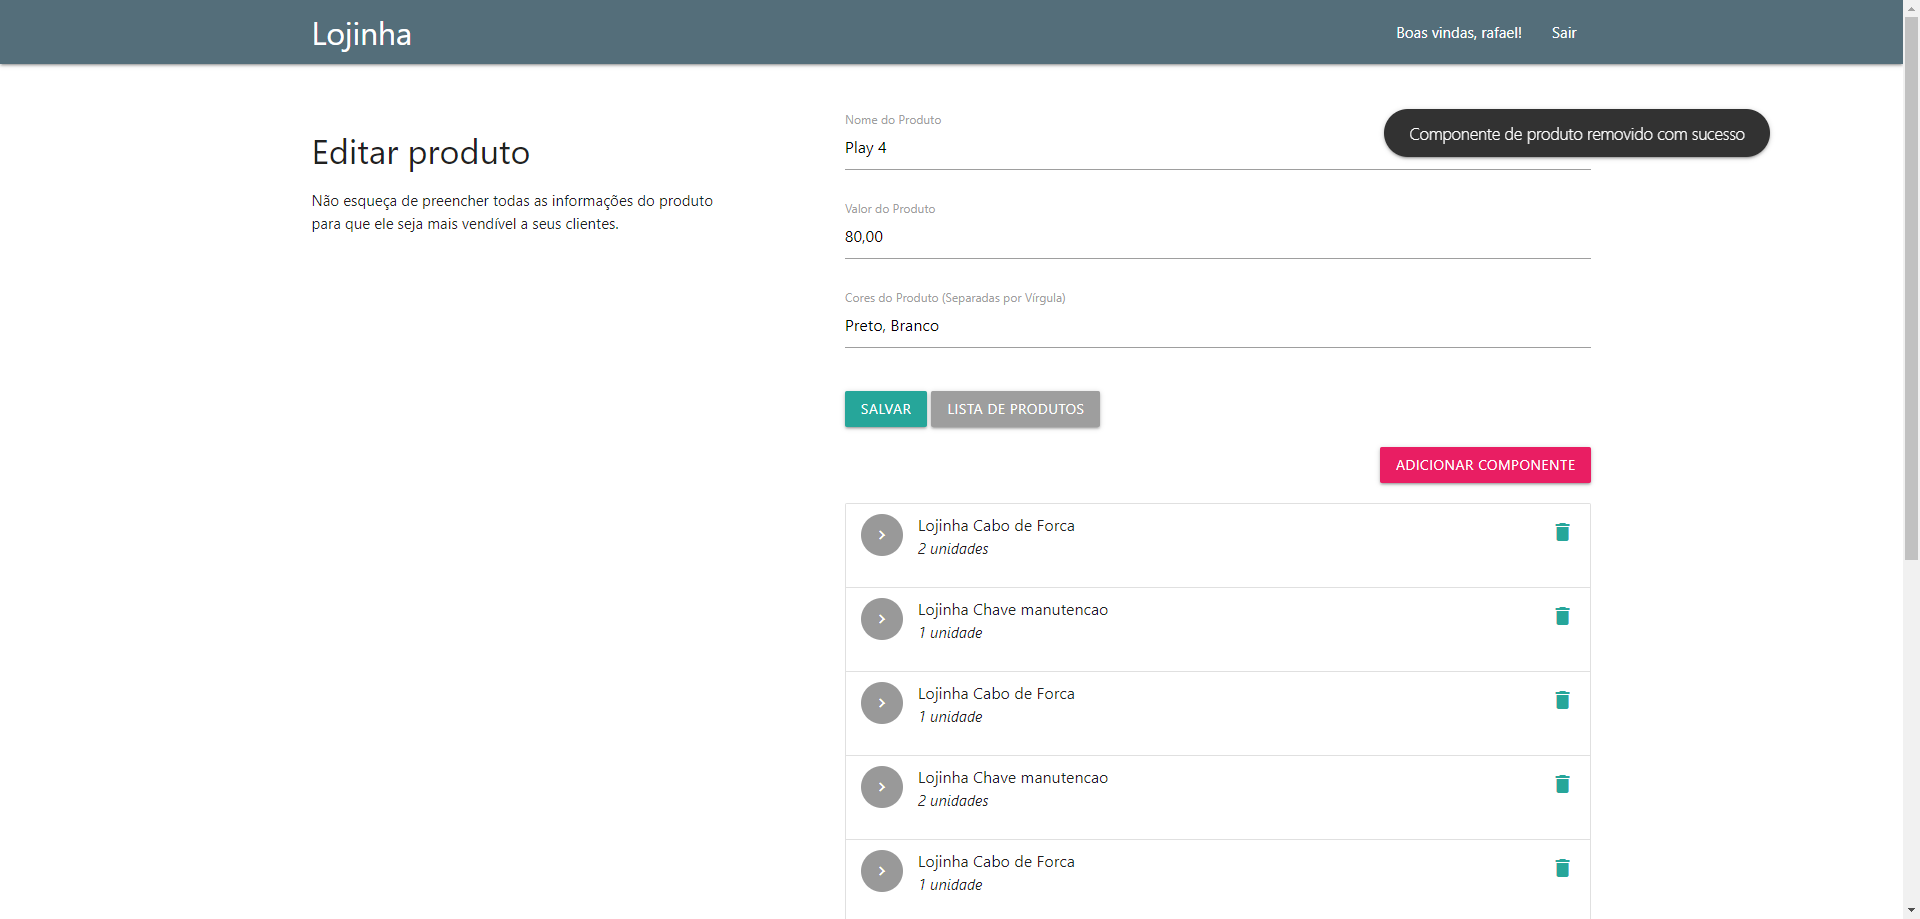 Lojinha
Boas vindas, rafael!
Sair
Editar produto
Não esqueça de preencher todas as informações do produto
para que ele seja mais vendível a seus clientes.
Nome do Produto
Play 4
Componente de produto removido com sucesso
Valor do Produto
80,00
Cores do Produto (Separadas por Vírgula)
Preto, Branco
SALVAR
LISTA DE PRODUTOS
ADICIONAR COMPONENTE
Lojinha Cabo de Forca
2 unidades
Lojinha Chave manutencao
1 unidade
Lojinha Cabo de Forca
1 unidade
Lojinha Chave manutencao
2 unidades
Lojinha Cabo de Forca
1 unidade